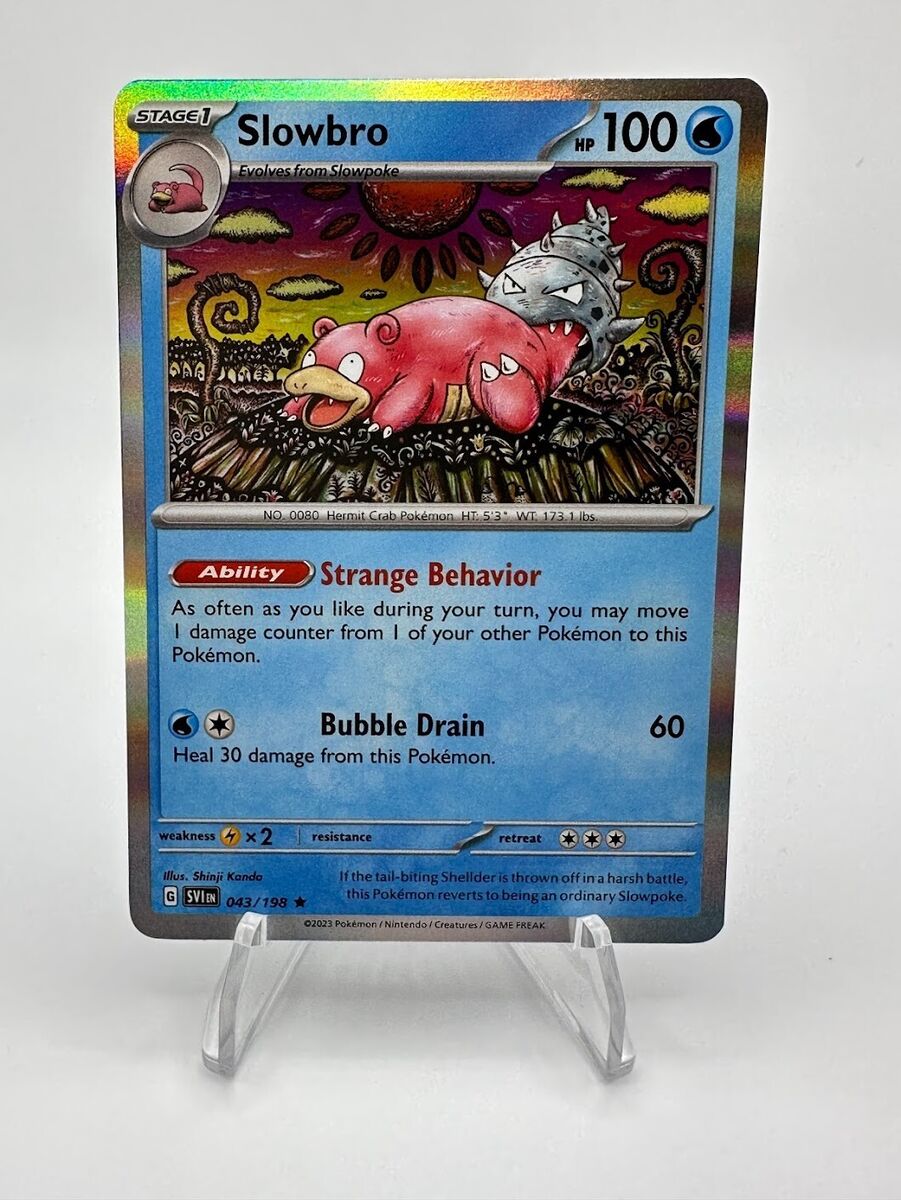 STAGE1
Slowbro
HP 100
Evolves from Slowpoke
NO. 0080 Hermit Crab Pokémon HT: 5'3" WT: 173.1 lbs.
Ability Strange Behavior
As often as you like during your turn, you may move
1 damage counter from 1 of your other Pokémon to this
Pokémon.
Bubble Drain 60
Heal 30 damage from this Pokémon.
weakness ×2 resistance retreat
Illus. Shinji Kanda
If the tail-biting Shellder is thrown off in a harsh battle,
this Pokémon reverts to being an ordinary Slowpoke.
G SVI EN 043/198 ★
©2023 Pokémon / Nintendo / Creatures / GAME FREAK